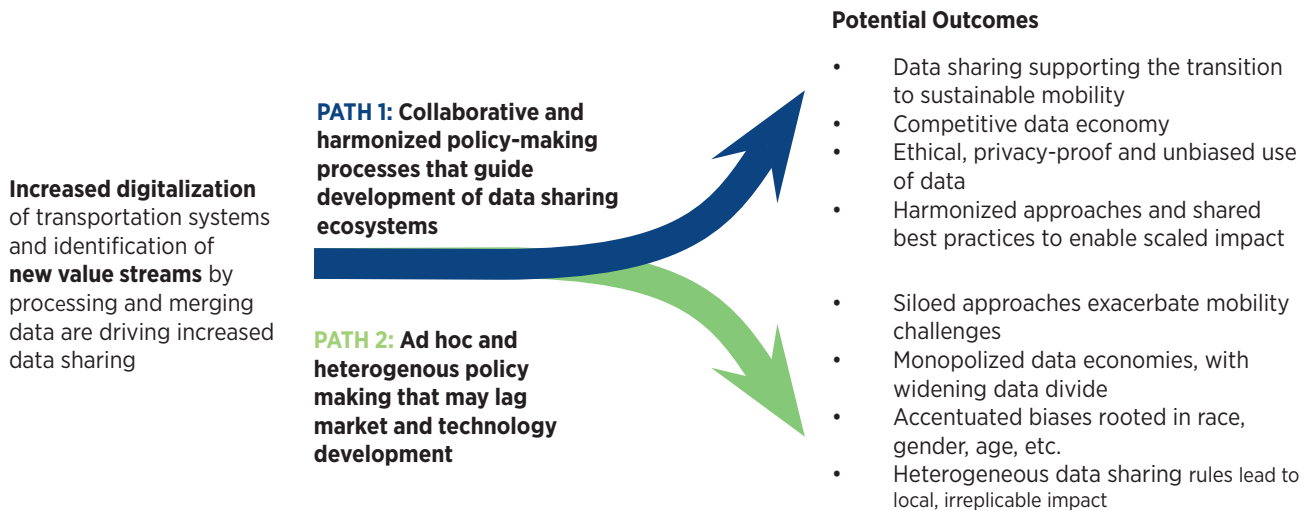 Increased digitalization
of transportation systems
and identification of
new value streams by
processing and merging
data are driving increased
data sharing
PATH 1: Collaborative and
harmonized policy-making
processes that guide
development of data sharing
ecosystems
PATH 2: Ad hoc and
heterogenous policy
making that may lag
market and technology
development
Potential Outcomes
• Data sharing supporting the transition
to sustainable mobility
• Competitive data economy
• Ethical, privacy-proof and unbiased use
of data
• Harmonized approaches and shared
best practices to enable scaled impact
• Siloed approaches exacerbate mobility
challenges
• Monopolized data economies, with
widening data divide
• Accentuated biases rooted in race,
gender, age, etc.
• Heterogeneous data sharing rules lead to
local, irreplicable impact